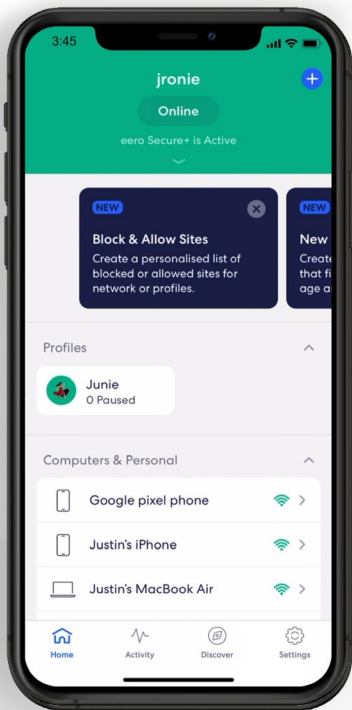 3:45
jronie
Online
eero Secure+ is Active
NEW
Block & Allow Sites
Create a personalised list of
blocked or allowed sites for
network or profiles.
NEW
New
Create
that fi
age a
Profiles
Junie
0 Paused
Computers & Personal
Google pixel phone
Justin's iPhone
Justin's MacBook Air
Home
Activity
Discover
Settings